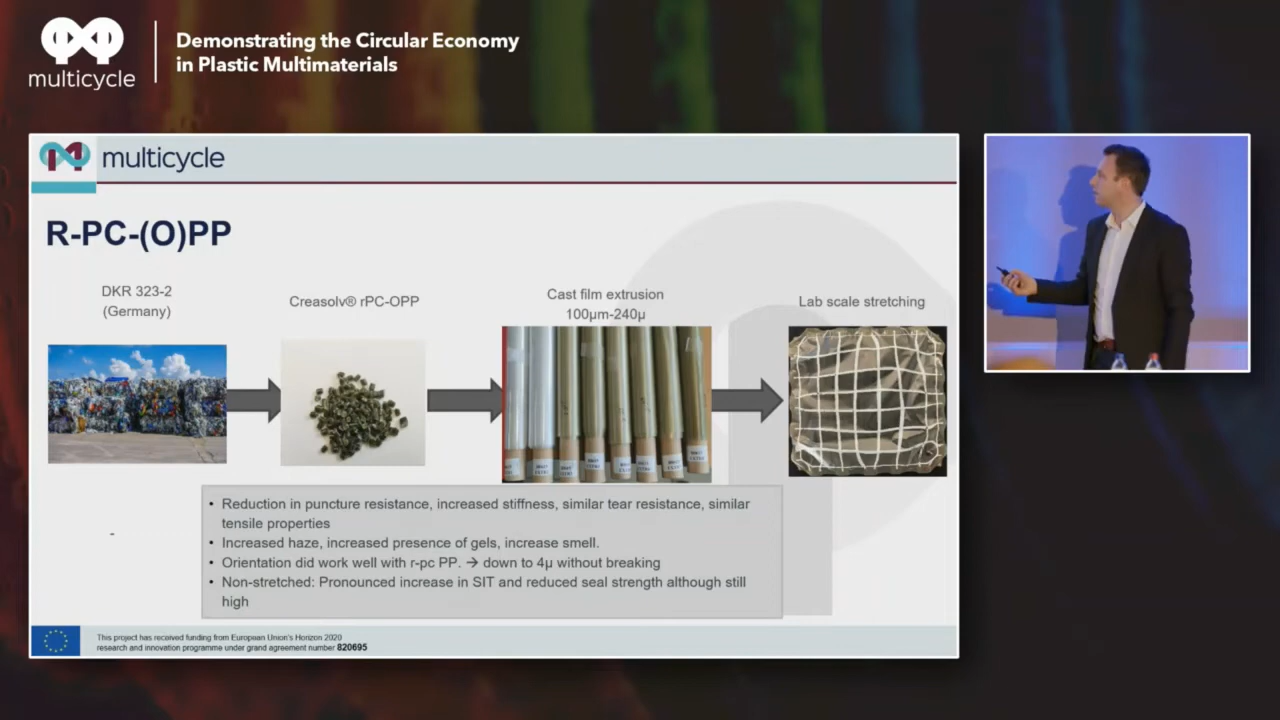 multicycle
Demonstrating the Circular Economy
in Plastic Multimaterials
multicycle
R-PC-(O)PP
DKR 323-2
(Germany)
Creasolv® rPC-OPP
Cast film extrusion
100µm-240µ
Lab scale stretching
• Reduction in puncture resistance, increased stiffness, similar tear resistance, similar
tensile properties
• Increased haze, increased presence of gels, increase smell.
• Orientation did work well with r-pc PP. → down to 4µ without breaking
• Non-stretched: Pronounced increase in SIT and reduced seal strength although still
high
-
This project has received funding from European Union's Horizon 2020
research and innovation programme under grant agreement number 820695